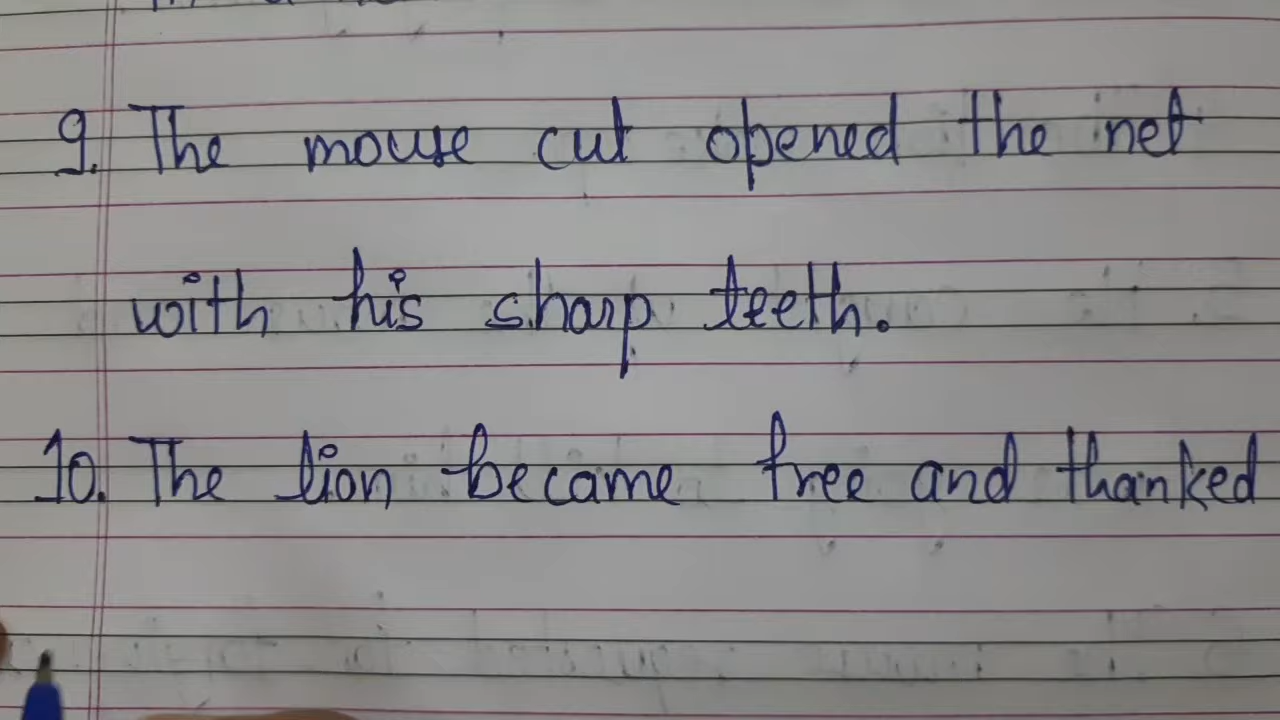 9. The mouse cut opened the net
with his sharp teeth.
10. The lion became free and thanked